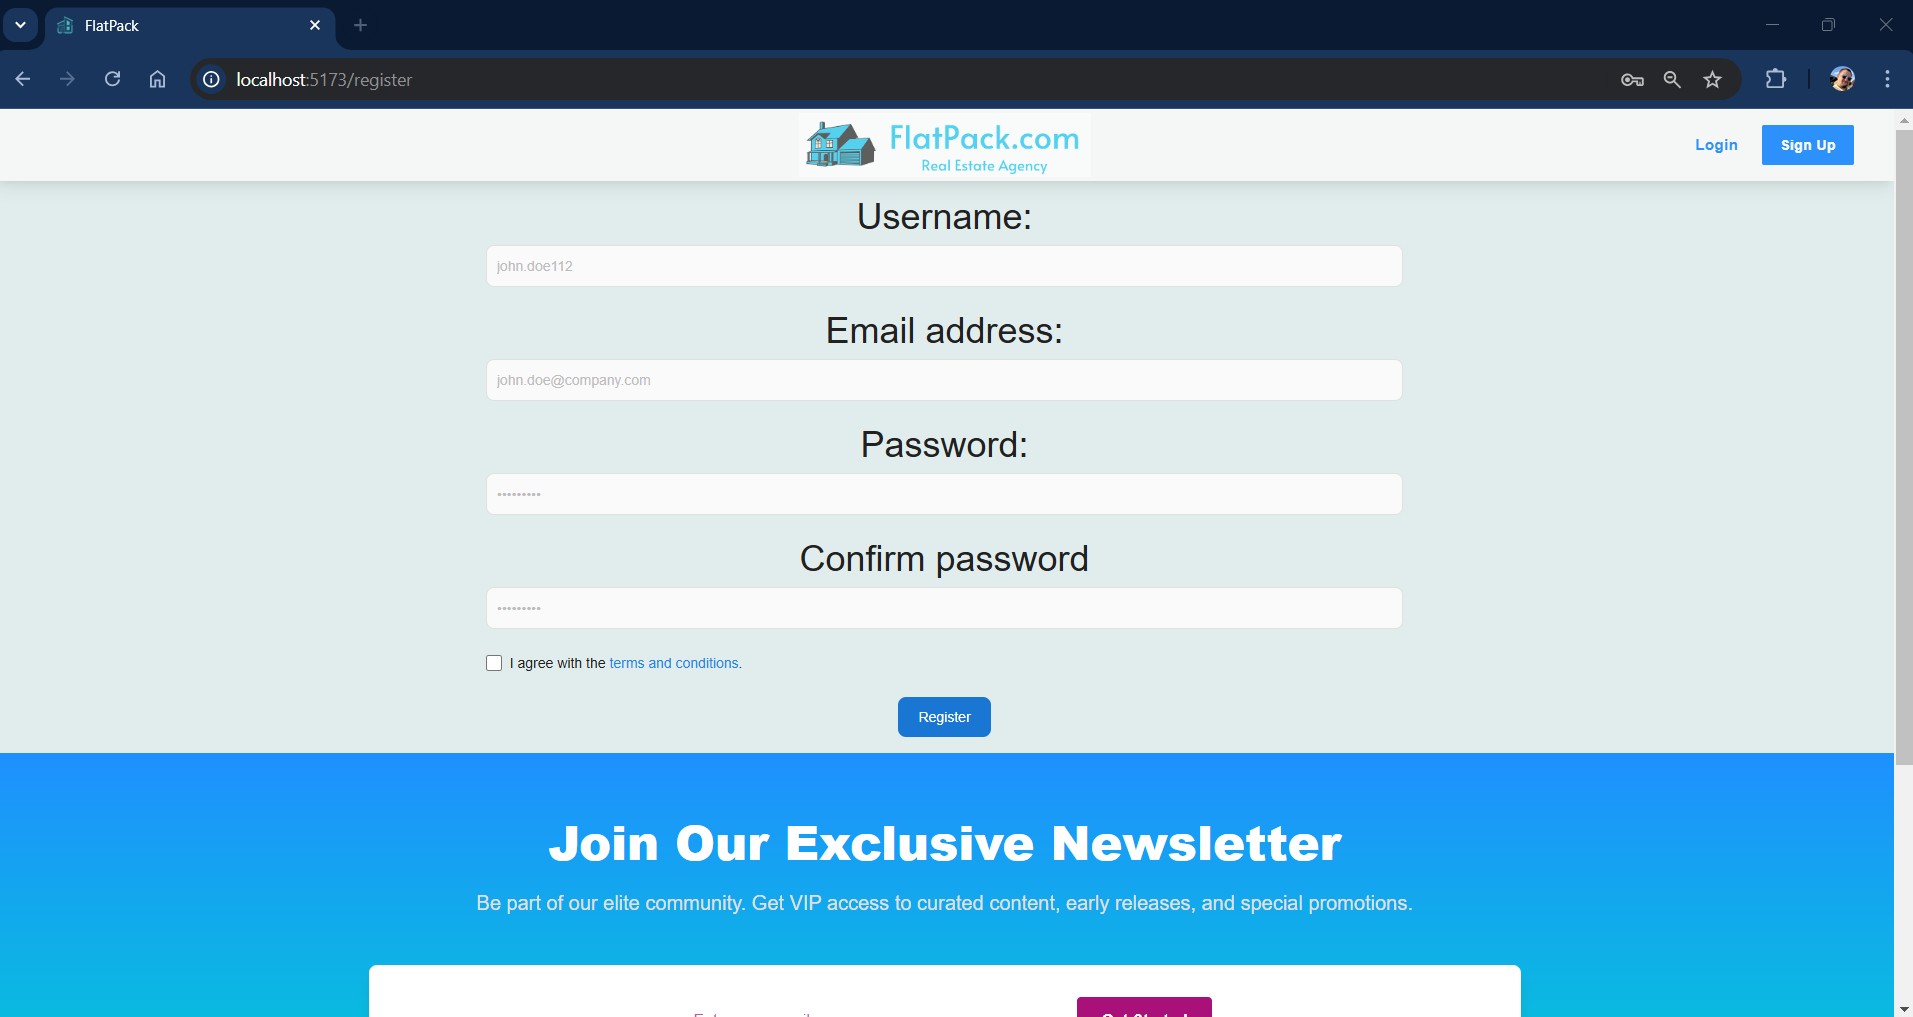 FlatPack
localhost:5173/register
FlatPack.com
Real Estate Agency
Login
Sign Up
Username:
john.doe112
Email address:
john.doe@company.com
Password:
•••••••••
Confirm password
•••••••••
I agree with the terms and conditions.
Register
Join Our Exclusive Newsletter
Be part of our elite community. Get VIP access to curated content, early releases, and special promotions.